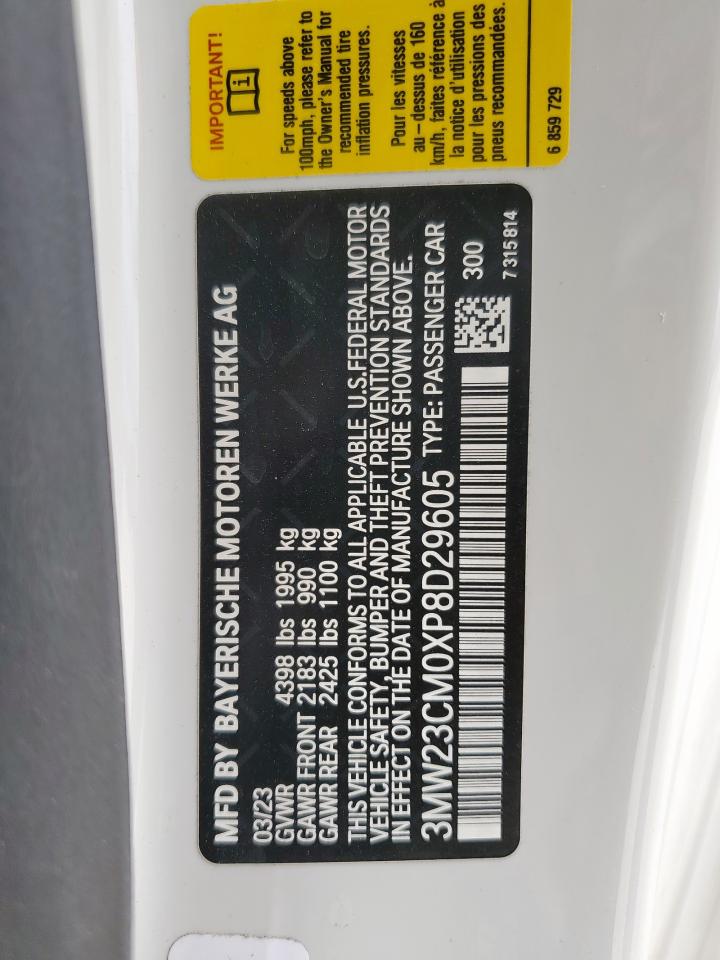 MFD BY BAYERISCHE MOTOREN WERKE AG
03/23
GVWR 4398 lbs 1995 kg
GAWR FRONT 2183 lbs 990 kg
GAWR REAR 2425 lbs 1100 kg
THIS VEHICLE CONFORMS TO ALL APPLICABLE U.S.FEDERAL MOTOR
VEHICLE SAFETY, BUMPER AND THEFT PREVENTION STANDARDS
IN EFFECT ON THE DATE OF MANUFACTURE SHOWN ABOVE.
3MW23CM0XP8D29605 TYPE: PASSENGER CAR
300
7 315 814
IMPORTANT!
For speeds above
100mph, please refer to
the Owner's Manual for
recommended tire
inflation pressures.
Pour les vitesses
au-dessus de 160
km/h, faites référence à
la notice d'utilisation
pour les pressions des
pneus recommandées.
6 859 729